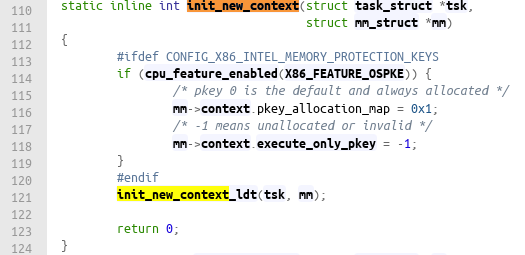 110 static inline int init_new_context(struct task_struct *tsk,
111 struct mm_struct *mm)
112 {
113 #ifdef CONFIG_X86_INTEL_MEMORY_PROTECTION_KEYS
114 if (cpu_feature_enabled(X86_FEATURE_OSPKE)) {
115 /* pkey 0 is the default and always allocated */
116 mm->context.pkey_allocation_map = 0x1;
117 /* -1 means unallocated or invalid */
118 mm->context.execute_only_pkey = -1;
119 }
120 #endif
121 init_new_context_ldt(tsk, mm);
122
123 return 0;
124 }